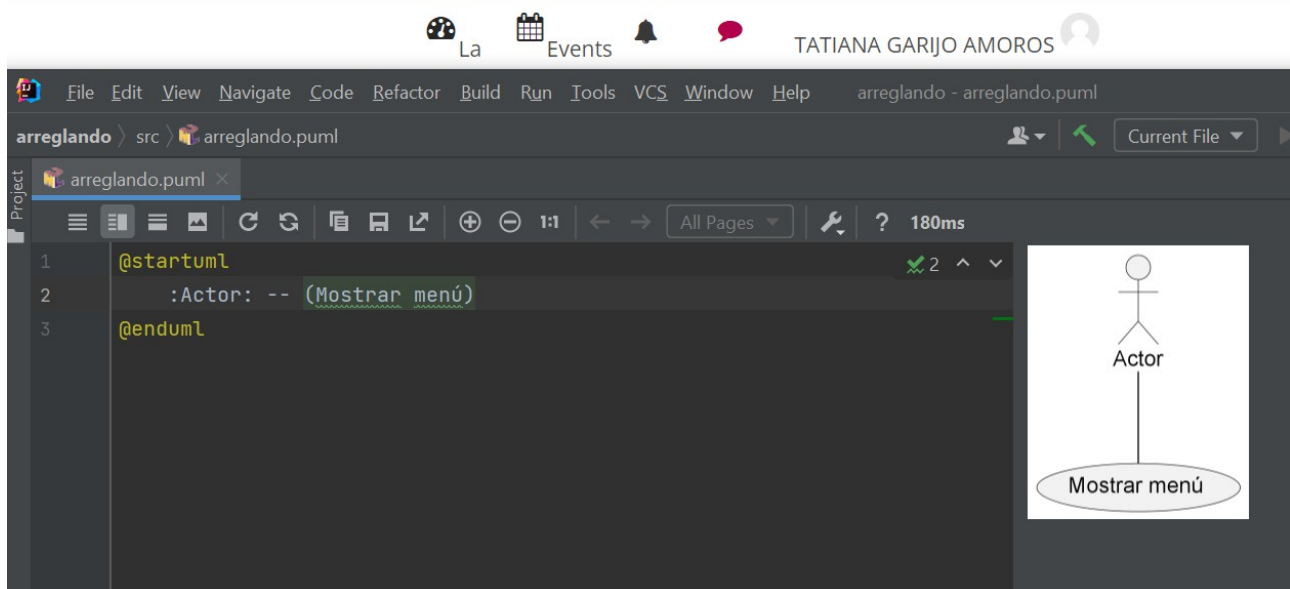 La Events TATIANA GARIJO AMOROS
File Edit View Navigate Code Refactor Build Run Tools VCS Window Help arreglando - arreglando.puml
arreglando src arreglando.puml Current File
Project
arreglando.puml
1:1 All Pages ? 180ms
1 @startuml
2 :Actor: -- (Mostrar menú)
3 @enduml
2
Actor
Mostrar menú